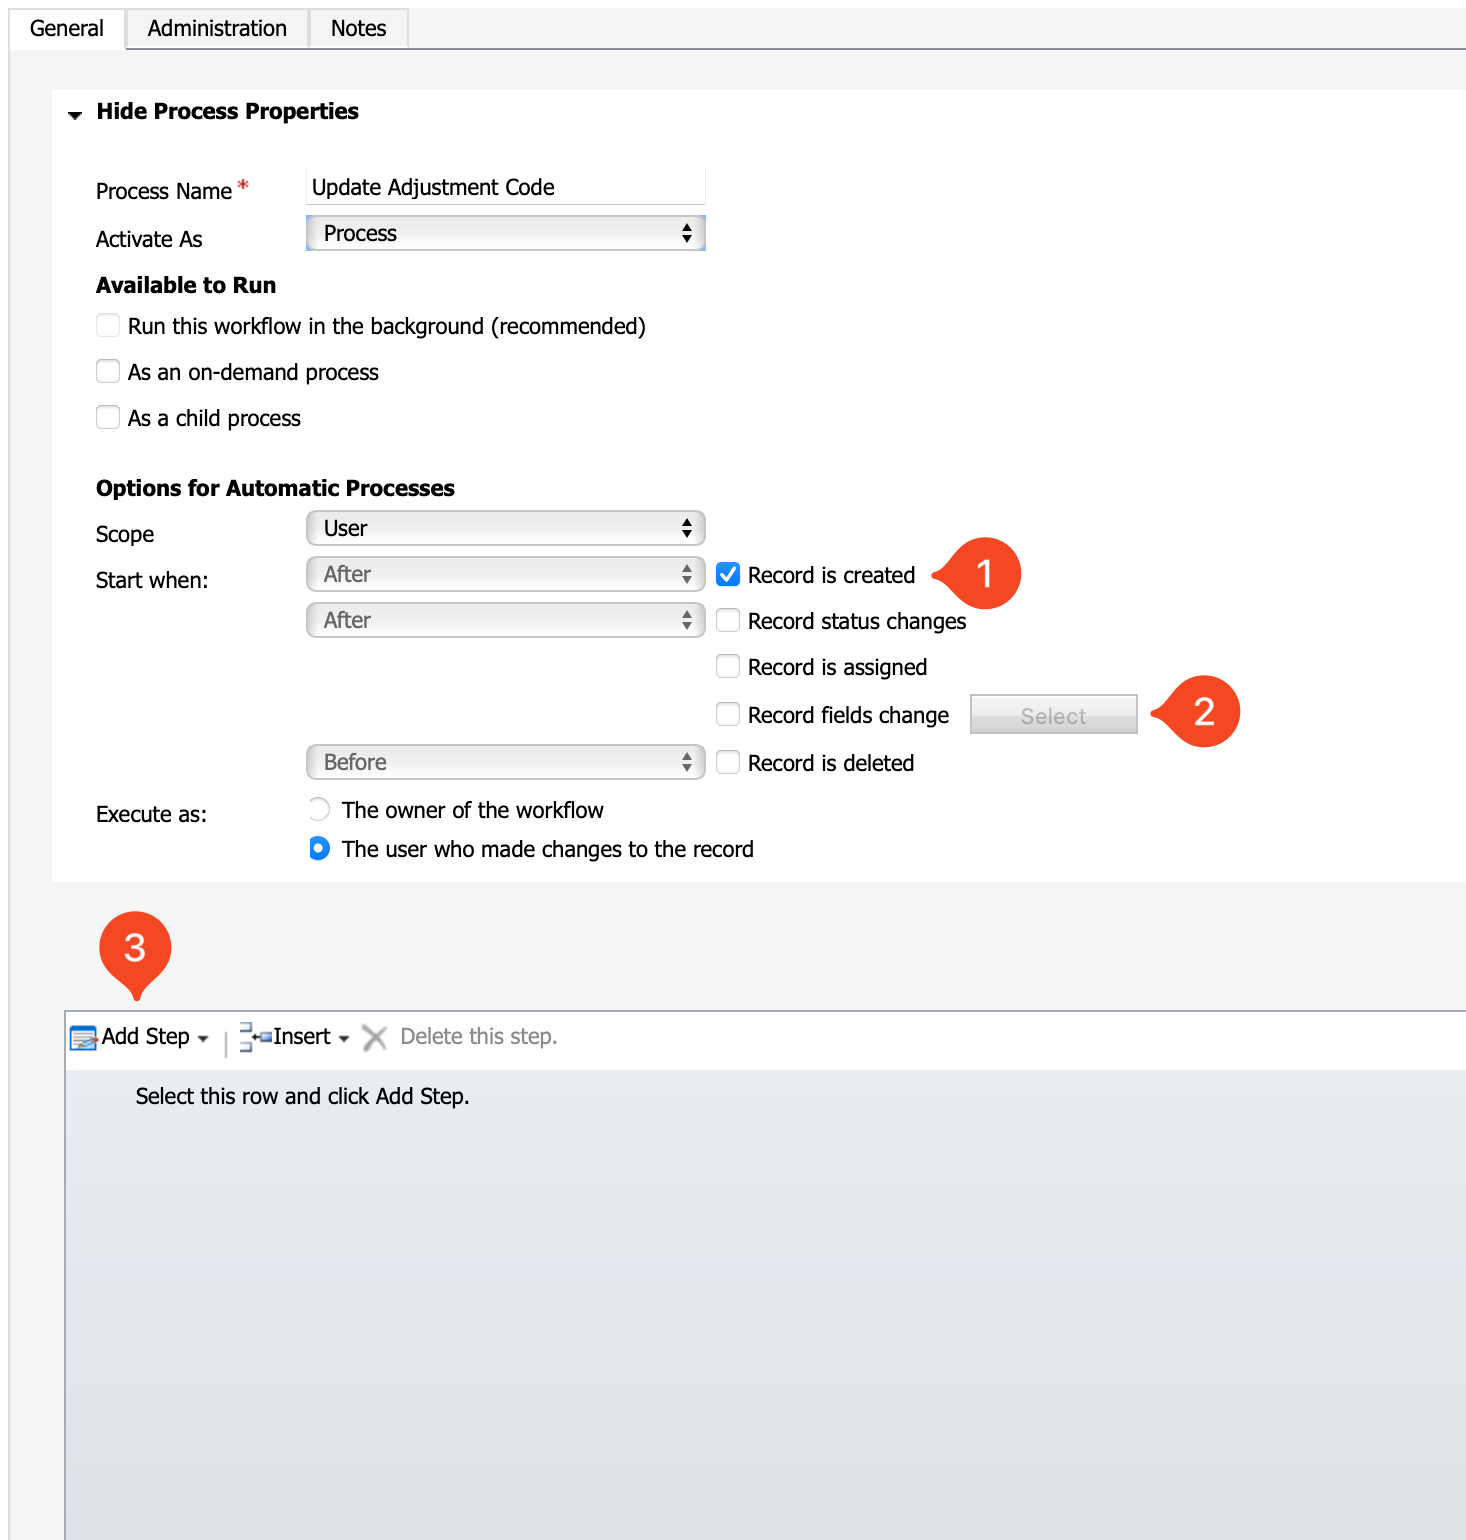 General Administration Notes
Hide Process Properties
Process Name * Update Adjustment Code
Activate As Process
Available to Run
Run this workflow in the background (recommended)
As an on-demand process
As a child process
Options for Automatic Processes
Scope User
Start when: After Record is created 1
After Record status changes
Record is assigned
Record fields change Select 2
Before Record is deleted
Execute as: The owner of the workflow
The user who made changes to the record
3
Add Step Insert Delete this step.
Select this row and click Add Step.